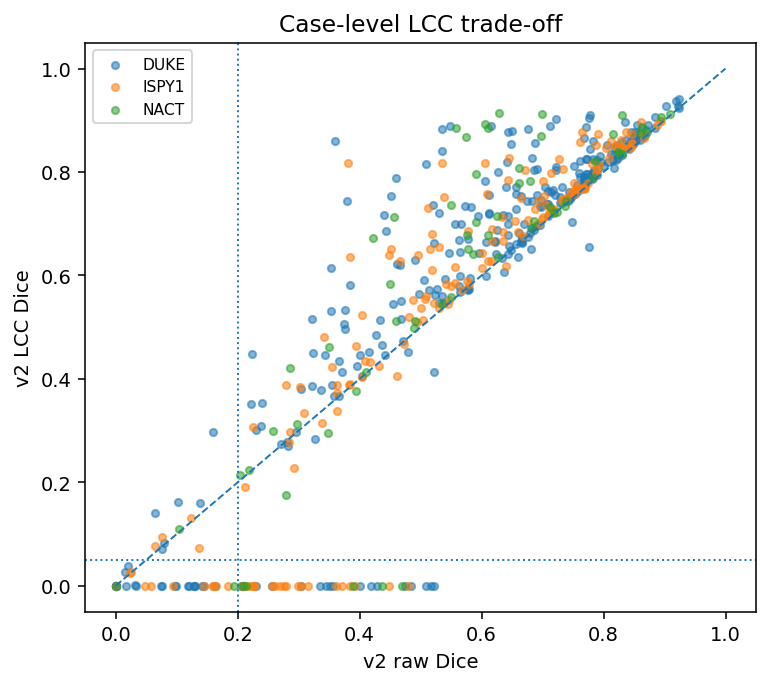 Case-level LCC trade-off
DUKE
ISPY1
NACT
v2 LCC Dice
1.0
0.8
0.6
0.4
0.2
0.0
0.0 0.2 0.4 0.6 0.8 1.0
v2 raw Dice